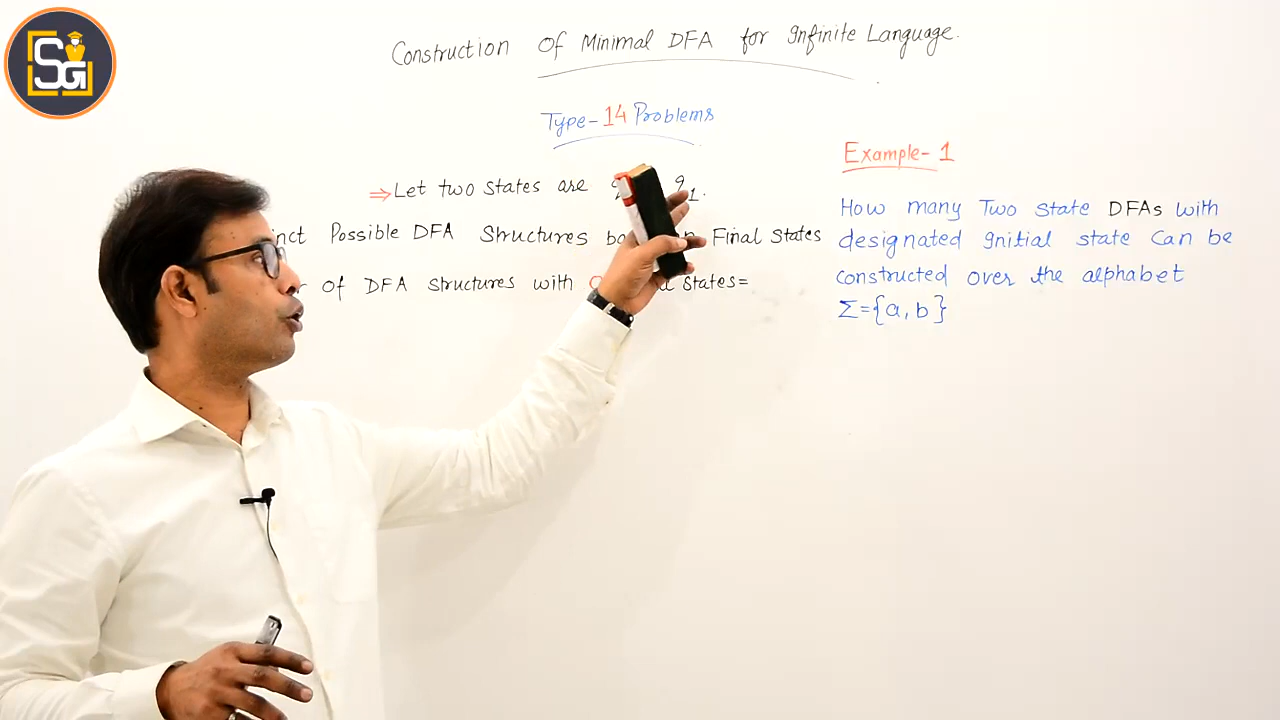 SG
Construction Of Minimal DFA for Infinite Language.
Type-14 Problems
⇒ Let two states are q1.
Possible DFA Structures Final States
of DFA structures with States=
Example-1
How many Two state DFAs with
designated Initial state Can be
constructed over the alphabet
Σ={a, b}